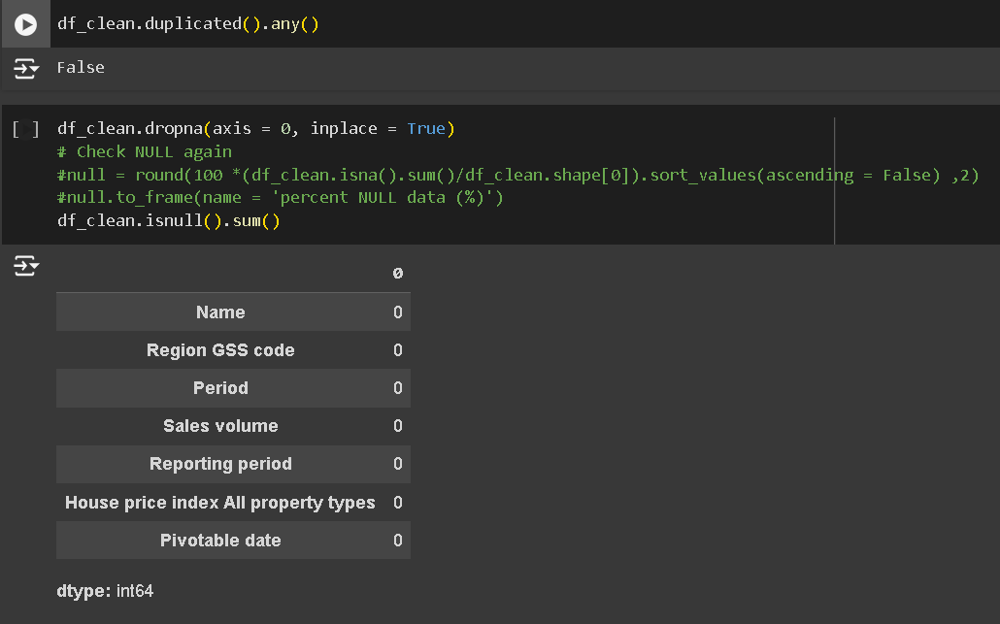 df_clean.duplicated().any()
False
[ ] df_clean.dropna(axis = 0, inplace = True)
# Check NULL again
#null = round(100 *(df_clean.isna().sum()/df_clean.shape[0]).sort_values(ascending = False) ,2)
#null.to_frame(name = 'percent NULL data (%)')
df_clean.isnull().sum()
0
Name 0
Region GSS code 0
Period 0
Sales volume 0
Reporting period 0
House price index All property types 0
Pivotable date 0
dtype: int64